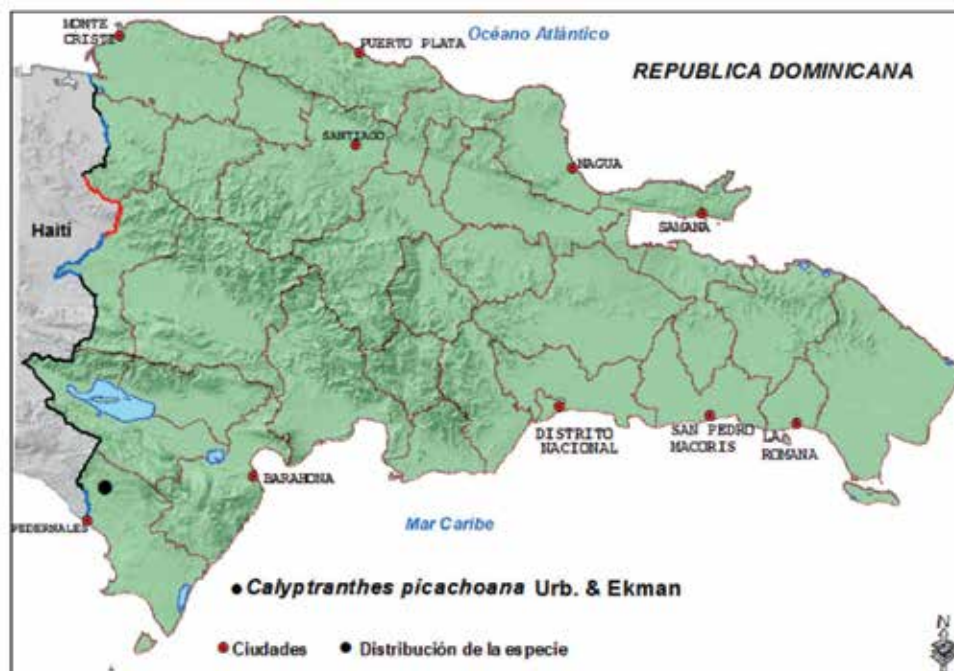 MONTE
CRISTI
PUERTO PLATA
Océano Atlántico
REPUBLICA DOMINICANA
SANTIAGO
NAGUA
SAMANA
Haití
DISTRITO
NACIONAL
SAN PEDRO
MACORIS
LA
ROMANA
BARAHONA
PEDERNALES
Mar Caribe
Calyptranthes picachoana Urb. & Ekman
Ciudades
Distribución de la especie
N